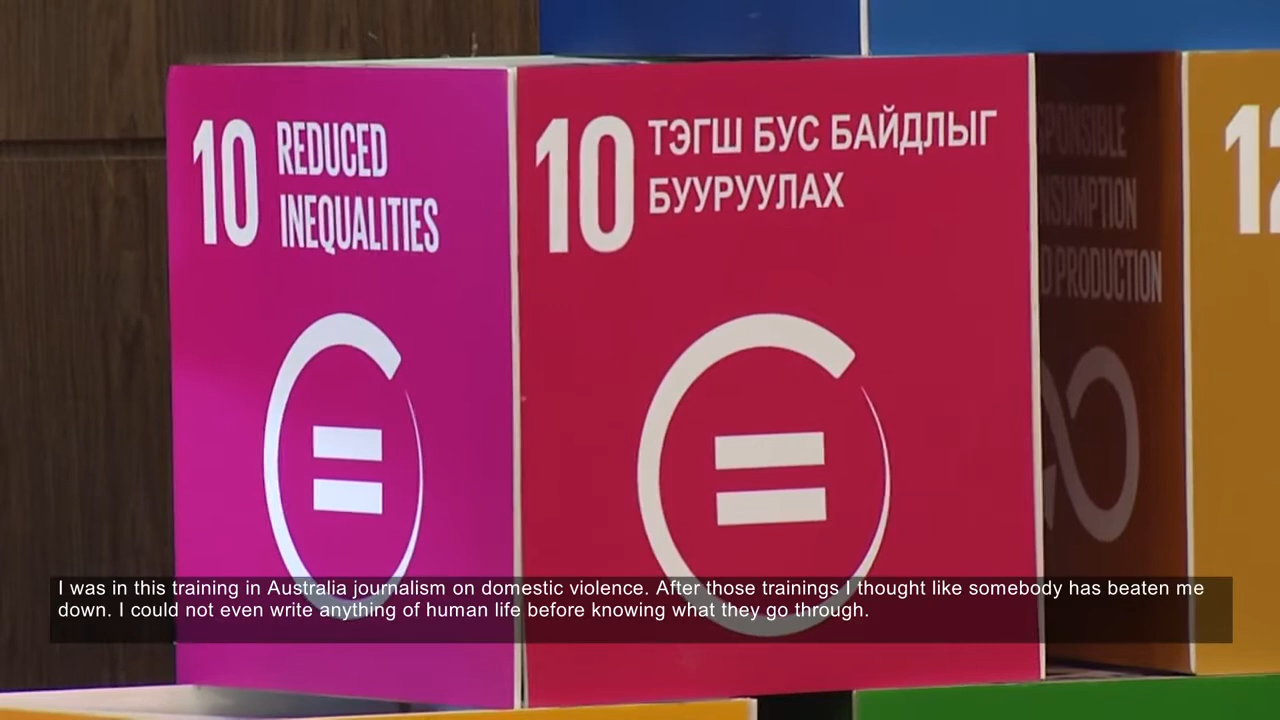 10 REDUCED
INEQUALITIES
10 ТЭГШ БУС БАЙДЛЫГ
БУУРУУЛАХ
CONSUMPTION
PRODUCTION
12
I was in this training in Australia journalism on domestic violence. After those trainings I thought like somebody has beaten me
down. I could not even write anything of human life before knowing what they go through.